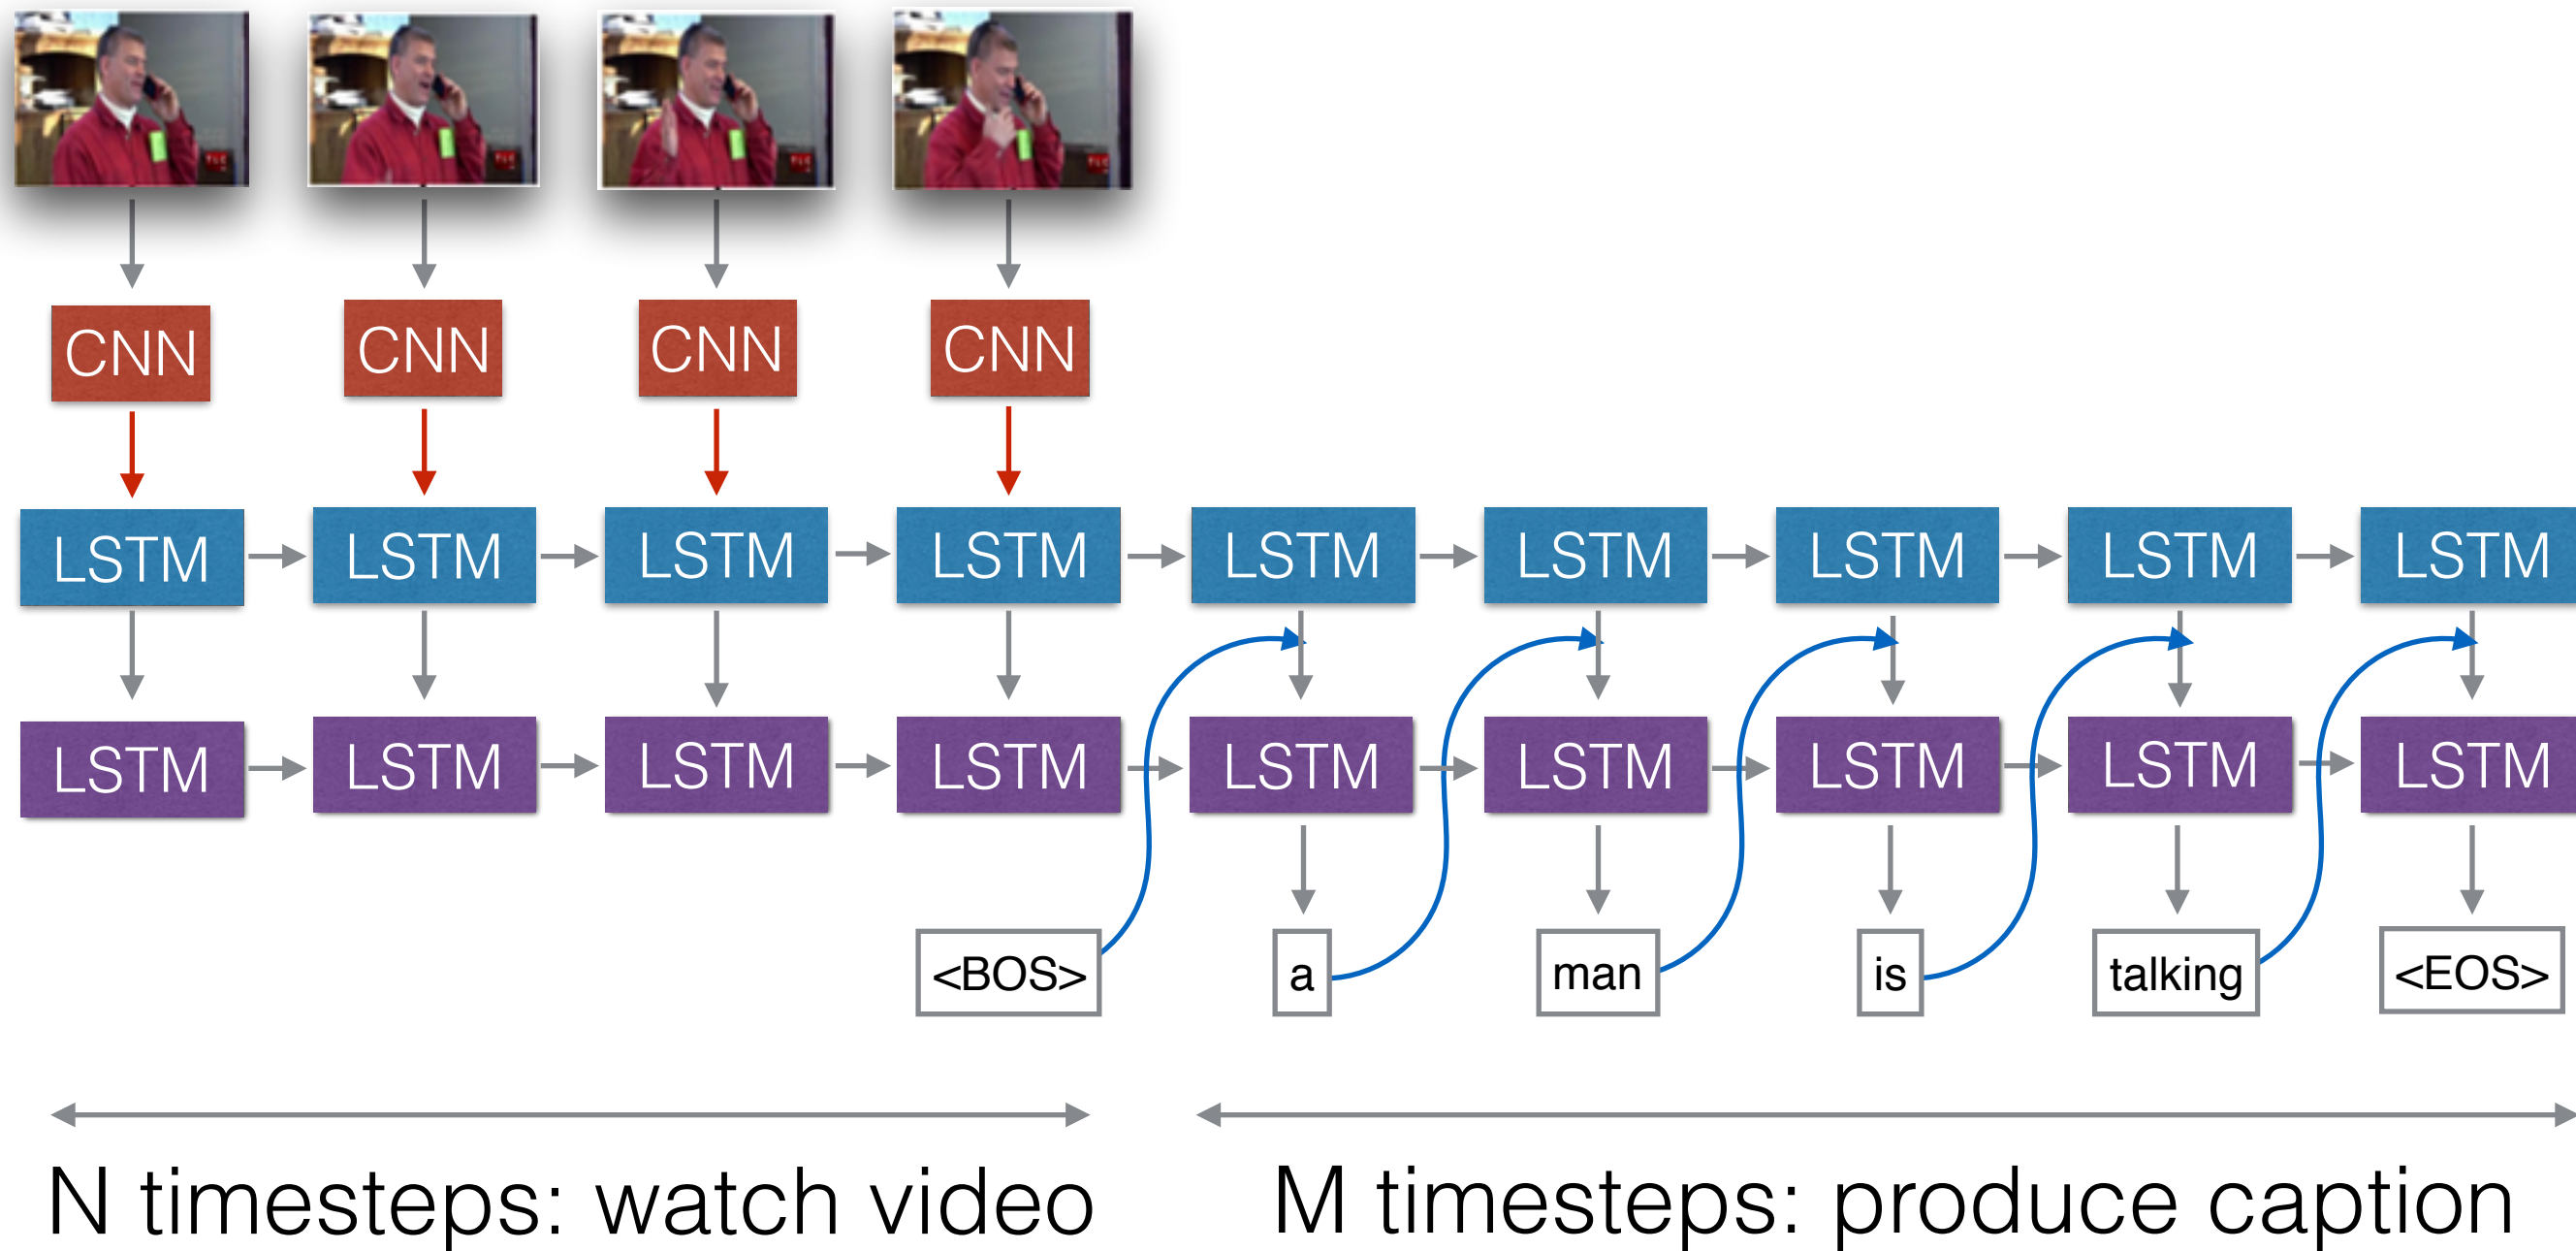 CNN CNN CNN CNN
LSTM LSTM LSTM LSTM LSTM LSTM LSTM LSTM LSTM
LSTM LSTM LSTM LSTM LSTM LSTM LSTM LSTM LSTM
<BOS> a man is talking <EOS>
N timesteps: watch video M timesteps: produce caption